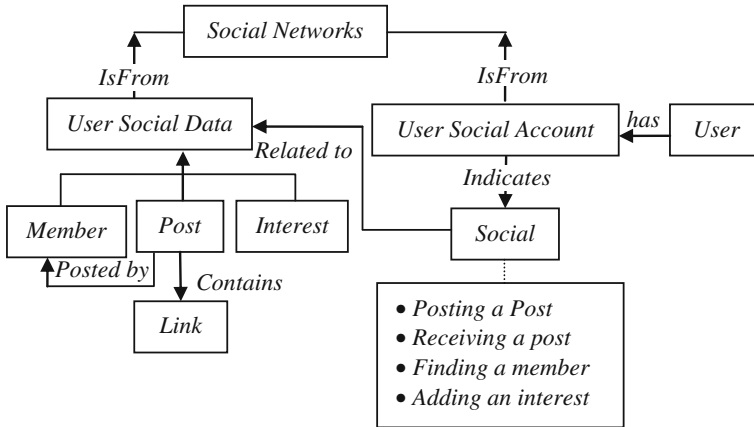 Social Networks
IsFrom
IsFrom
User Social Data
User Social Account
has
User
Related to
Indicates
Member
Post
Interest
Social
Posted by
Contains
Link
• Posting a Post
• Receiving a post
• Finding a member
• Adding an interest